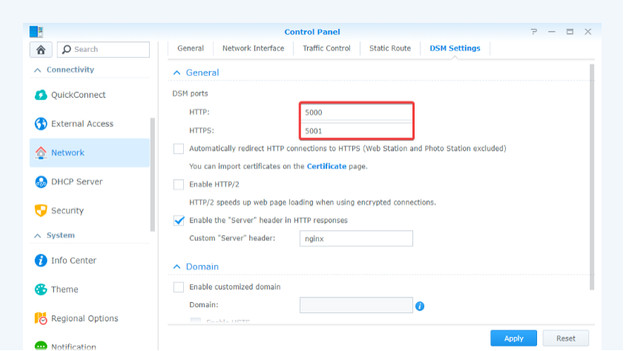 Control Panel
Search
General Network Interface Traffic Control Static Route DSM Settings
Connectivity
QuickConnect
External Access
Network
DHCP Server
Security
System
Info Center
Theme
Regional Options
Notification
General
DSM ports
HTTP: 5000
HTTPS: 5001
Automatically redirect HTTP connections to HTTPS (Web Station and Photo Station excluded)
You can import certificates on the Certificate page.
Enable HTTP/2
HTTP/2 speeds up web page loading when using encrypted connections.
Enable the "Server" header in HTTP responses
Custom "Server" header: nginx
Domain
Enable customized domain
Domain:
Apply Reset